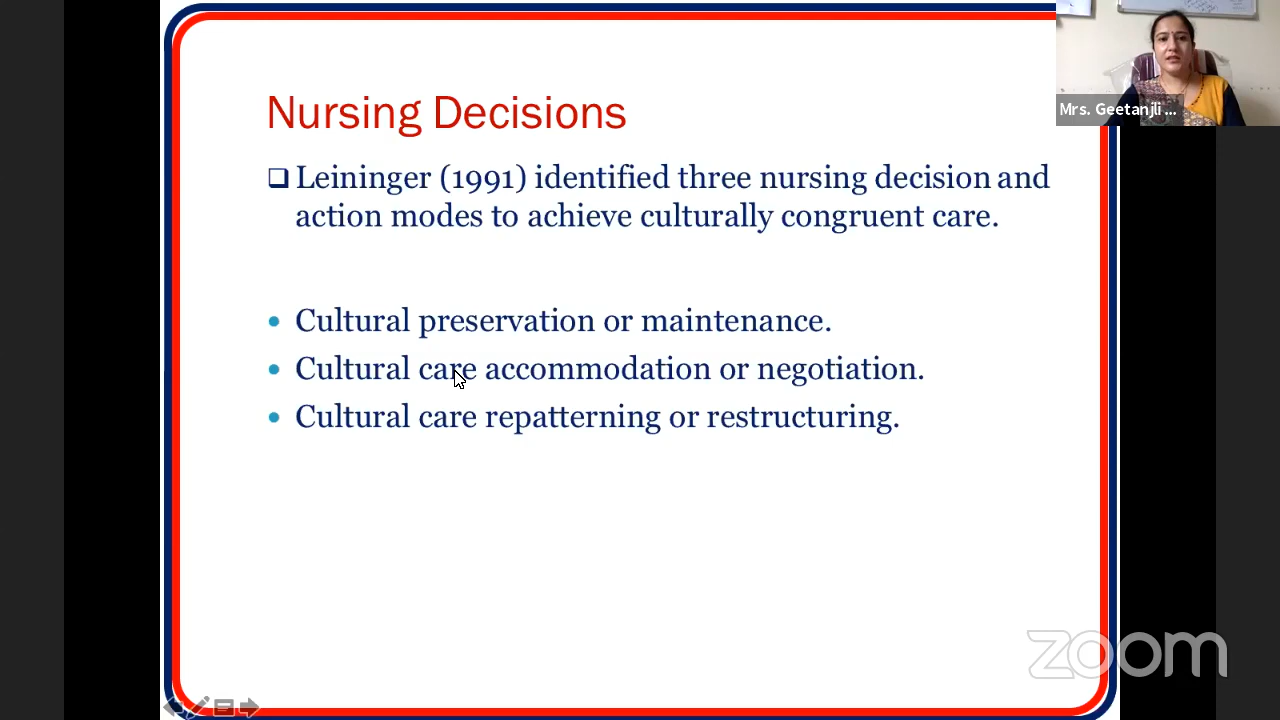 Nursing Decisions
Leininger (1991) identified three nursing decision and
action modes to achieve culturally congruent care.
• Cultural preservation or maintenance.
• Cultural care accommodation or negotiation.
• Cultural care repatterning or restructuring.
Mrs. Geetanjli ...
zoom